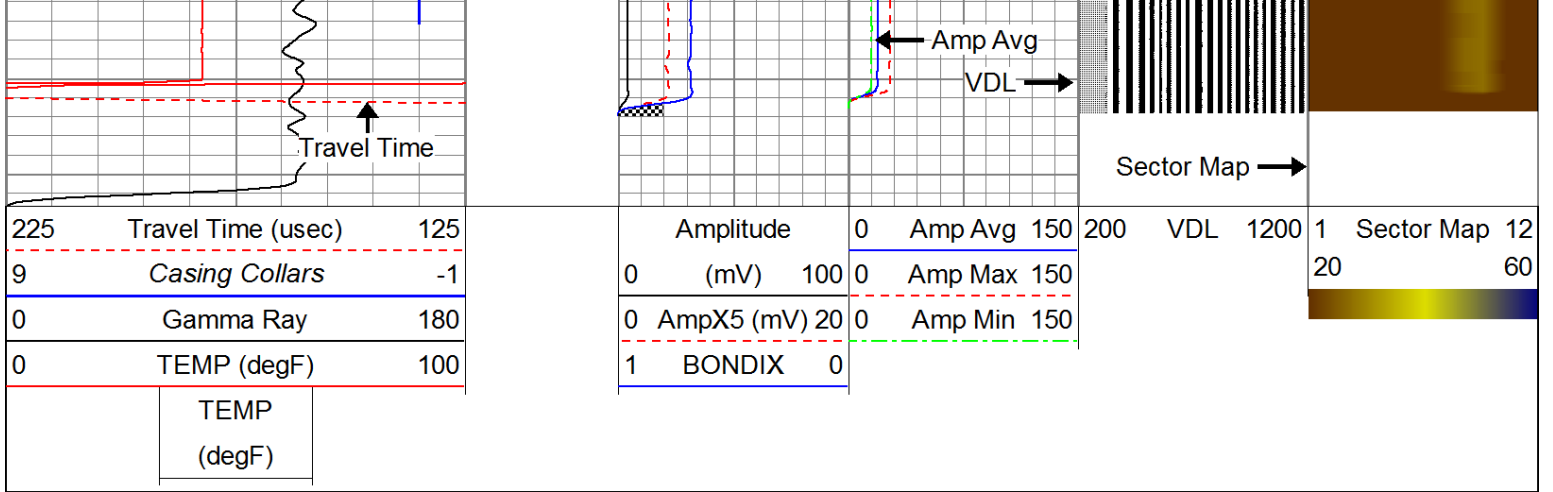 Amp Avg
VDL
Travel Time
Sector Map
225 Travel Time (usec) 125
9 Casing Collars -1
0 Gamma Ray 180
0 TEMP (degF) 100
TEMP
(degF)
Amplitude
0 (mV) 100
0 AmpX5 (mV) 20
1 BONDIX 0
0 Amp Avg 150
0 Amp Max 150
0 Amp Min 150
200 VDL 1200
1 Sector Map 12
20 60